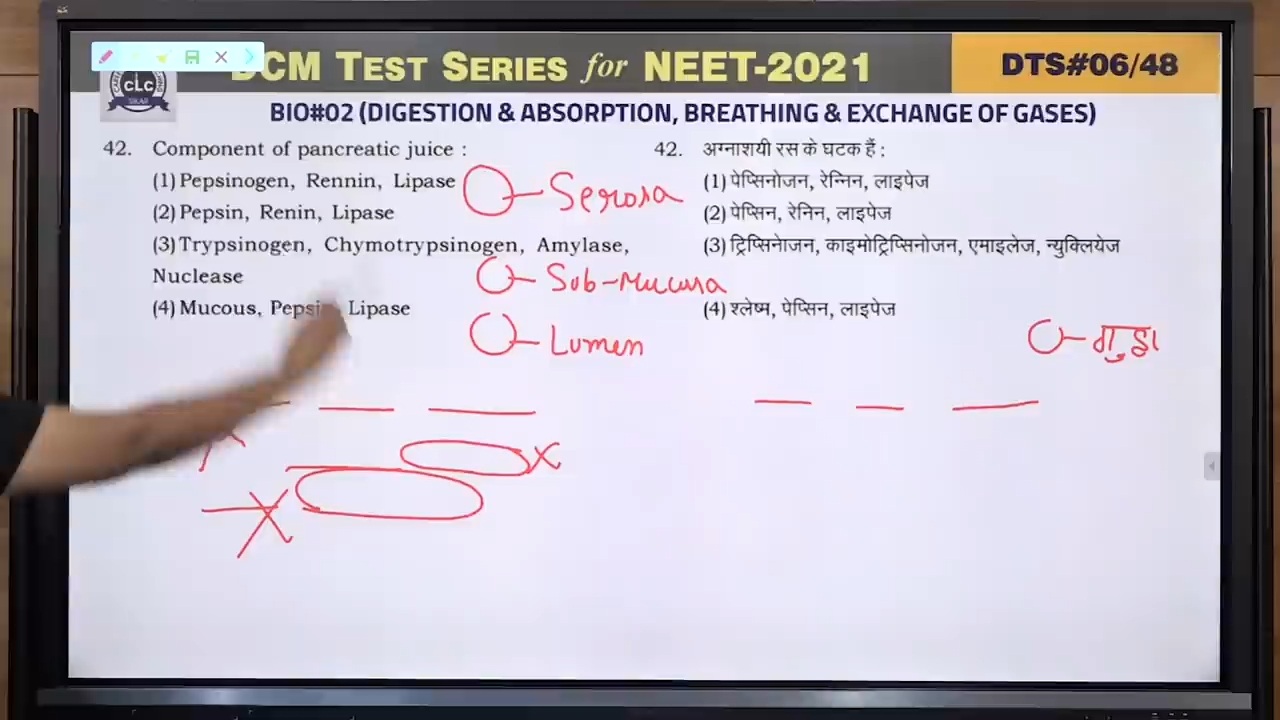 DCM TEST SERIES for NEET-2021
DTS#06/48
CLC
SIKAR
BIO#02 (DIGESTION & ABSORPTION, BREATHING & EXCHANGE OF GASES)
42. Component of pancreatic juice :
(1) Pepsinogen, Rennin, Lipase
(2) Pepsin, Renin, Lipase
(3) Trypsinogen, Chymotrypsinogen, Amylase,
Nuclease
(4) Mucous, Pepsin, Lipase
Serosa
Sub-Mucosa
Lumen
42. अग्नाशयी रस के घटक हैं :
(1) पेप्सिनोजन, रेन्निन, लाइपेज
(2) पेप्सिन, रेनिन, लाइपेज
(3) ट्रिप्सिनोजन, काइमोट्रिप्सिनोजन, एमाइलेज, न्युक्लियेज
(4) श्लेष्म, पेप्सिन, लाइपेज